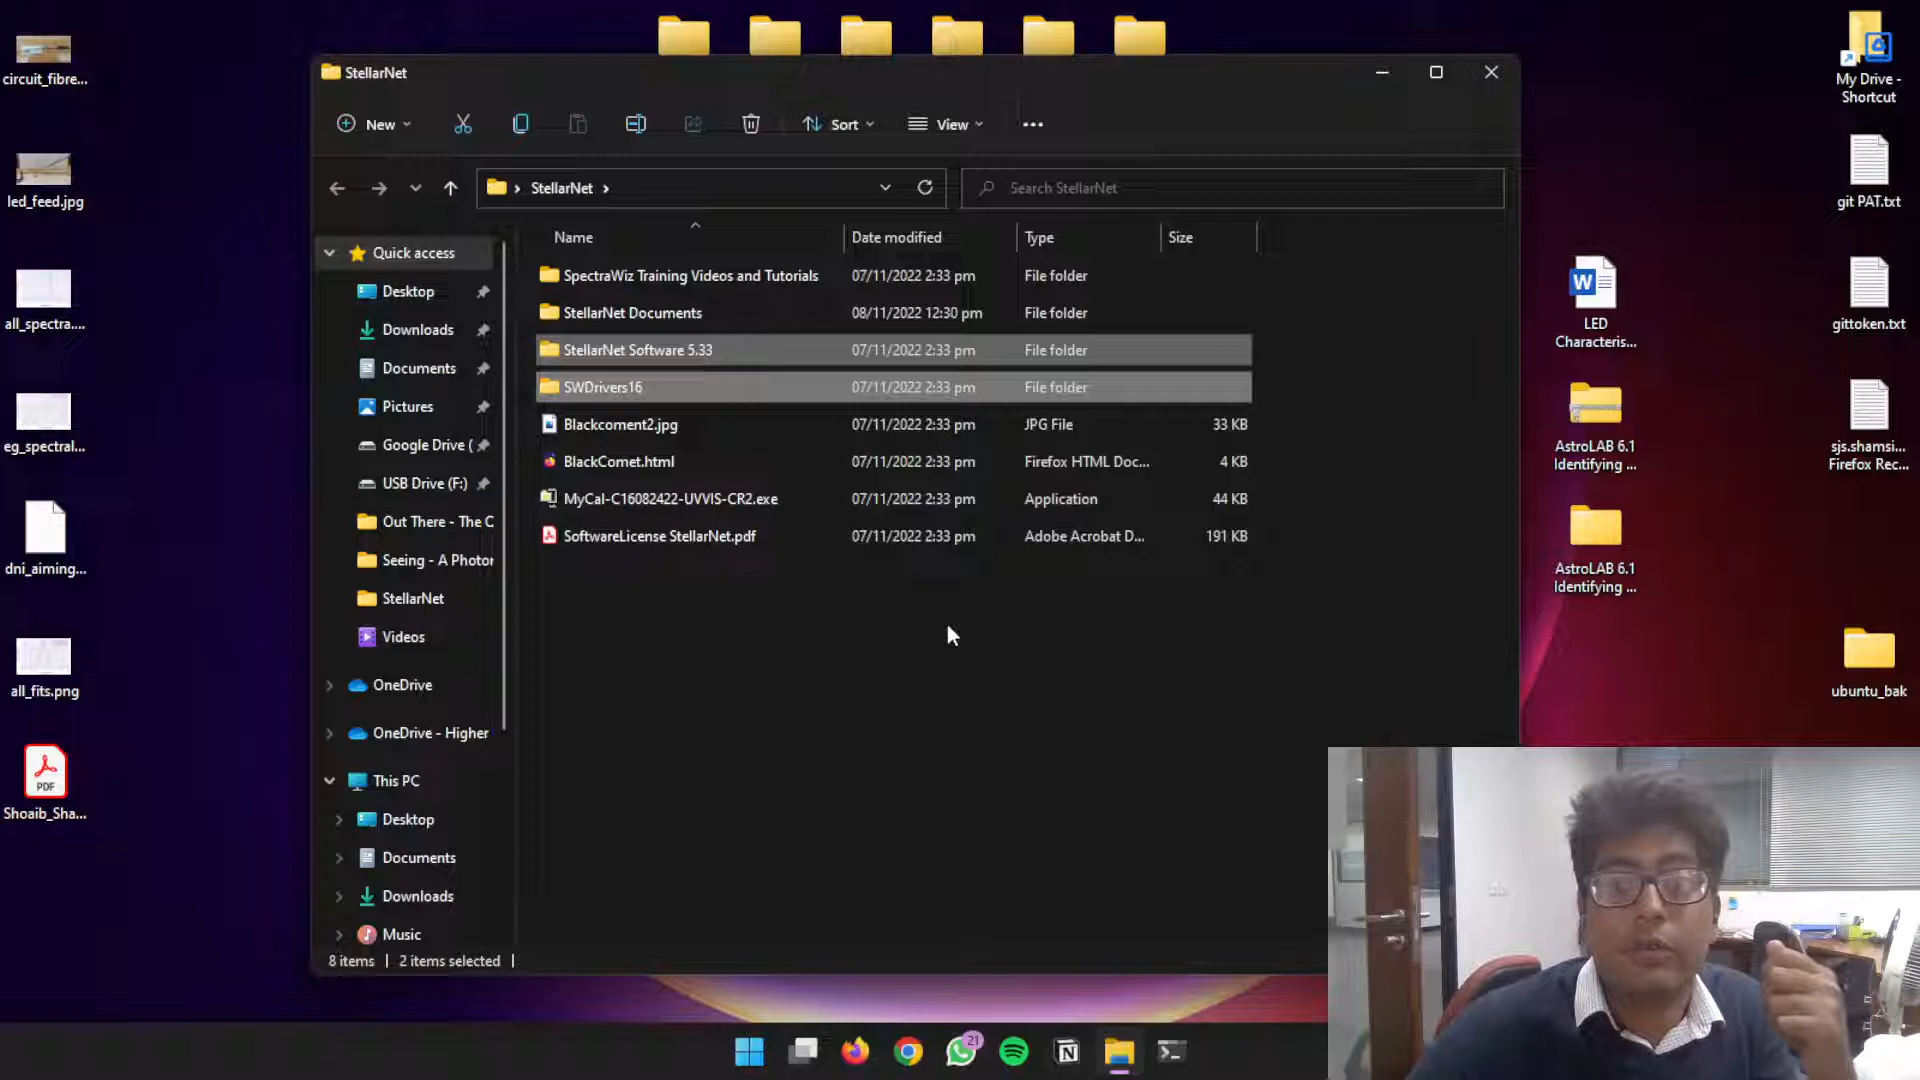 circuit_fibre...
led_feed.jpg
all_spectra....
eg_spectral...
dni_aiming...
all_fits.png
PDF
Shoaib_Sha...
StellarNet
New
Sort
View
StellarNet
Search StellarNet
Name
Date modified
Type
Size
SpectraWiz Training Videos and Tutorials 07/11/2022 2:33 pm File folder
StellarNet Documents 08/11/2022 12:30 pm File folder
StellarNet Software 5.33 07/11/2022 2:33 pm File folder
SWDrivers16 07/11/2022 2:33 pm File folder
Blackcoment2.jpg 07/11/2022 2:33 pm JPG File 33 KB
BlackComet.html 07/11/2022 2:33 pm Firefox HTML Doc... 4 KB
MyCal-C16082422-UVVIS-CR2.exe 07/11/2022 2:33 pm Application 44 KB
SoftwareLicense StellarNet.pdf 07/11/2022 2:33 pm Adobe Acrobat D... 191 KB
Quick access
Desktop
Downloads
Documents
Pictures
Google Drive (
USB Drive (F:)
Out There - The C
Seeing - A Photor
StellarNet
Videos
OneDrive
OneDrive - Higher
This PC
Desktop
Documents
Downloads
Music
8 items
2 items selected
W
LED
Characteris...
AstroLAB 6.1
Identifying ...
AstroLAB 6.1
Identifying ...
My Drive -
Shortcut
git PAT.txt
gittoken.txt
sjs.shamsi...
Firefox Rec...
ubuntu_bak
21
N